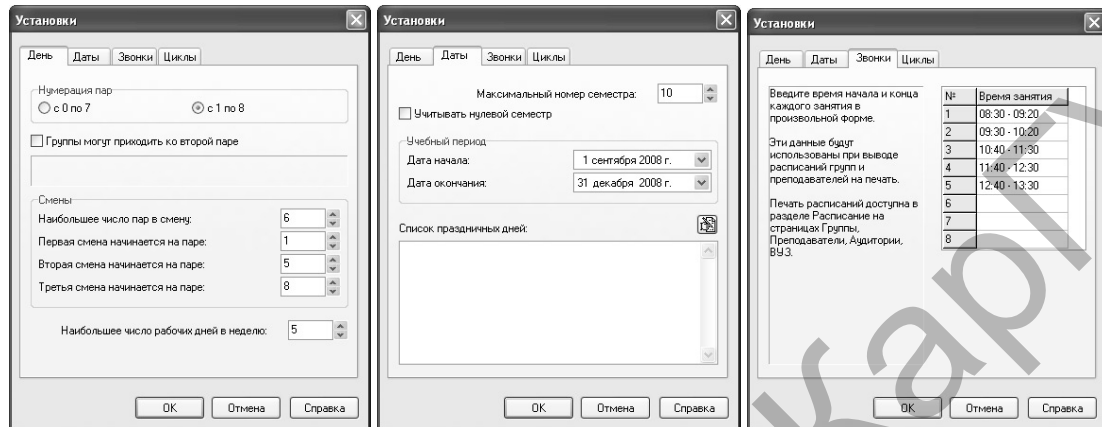 Установки
День Даты Звонки Циклы
Нумерация пар
с 0 по 7 с 1 по 8
Группы могут приходить ко второй паре
Смены
Наибольшее число пар в смену: 6
Первая смена начинается на паре: 1
Вторая смена начинается на паре: 5
Третья смена начинается на паре: 8
Наибольшее число рабочих дней в неделю: 5
OK Отмена Справка
Установки
День Даты Звонки Циклы
Максимальный номер семестра: 10
Учитывать нулевой семестр
Учебный период
Дата начала: 1 сентября 2008 г.
Дата окончания: 31 декабря 2008 г.
Список праздничных дней:
OK Отмена Справка
Установки
День Даты Звонки Циклы
Введите время начала и конца
каждого занятия в
произвольной форме.
Эти данные будут
использованы при выводе
расписаний групп и
преподавателей на печать.
Печать расписаний доступна в
разделе Расписание на
страницах Группы,
Преподаватели, Аудитории,
ВУЗ.
№ Время занятия
1 08:30 - 09:20
2 09:30 - 10:20
3 10:40 - 11:30
4 11:40 - 12:30
5 12:40 - 13:30
6
7
8
OK Отмена Справка
КарГ